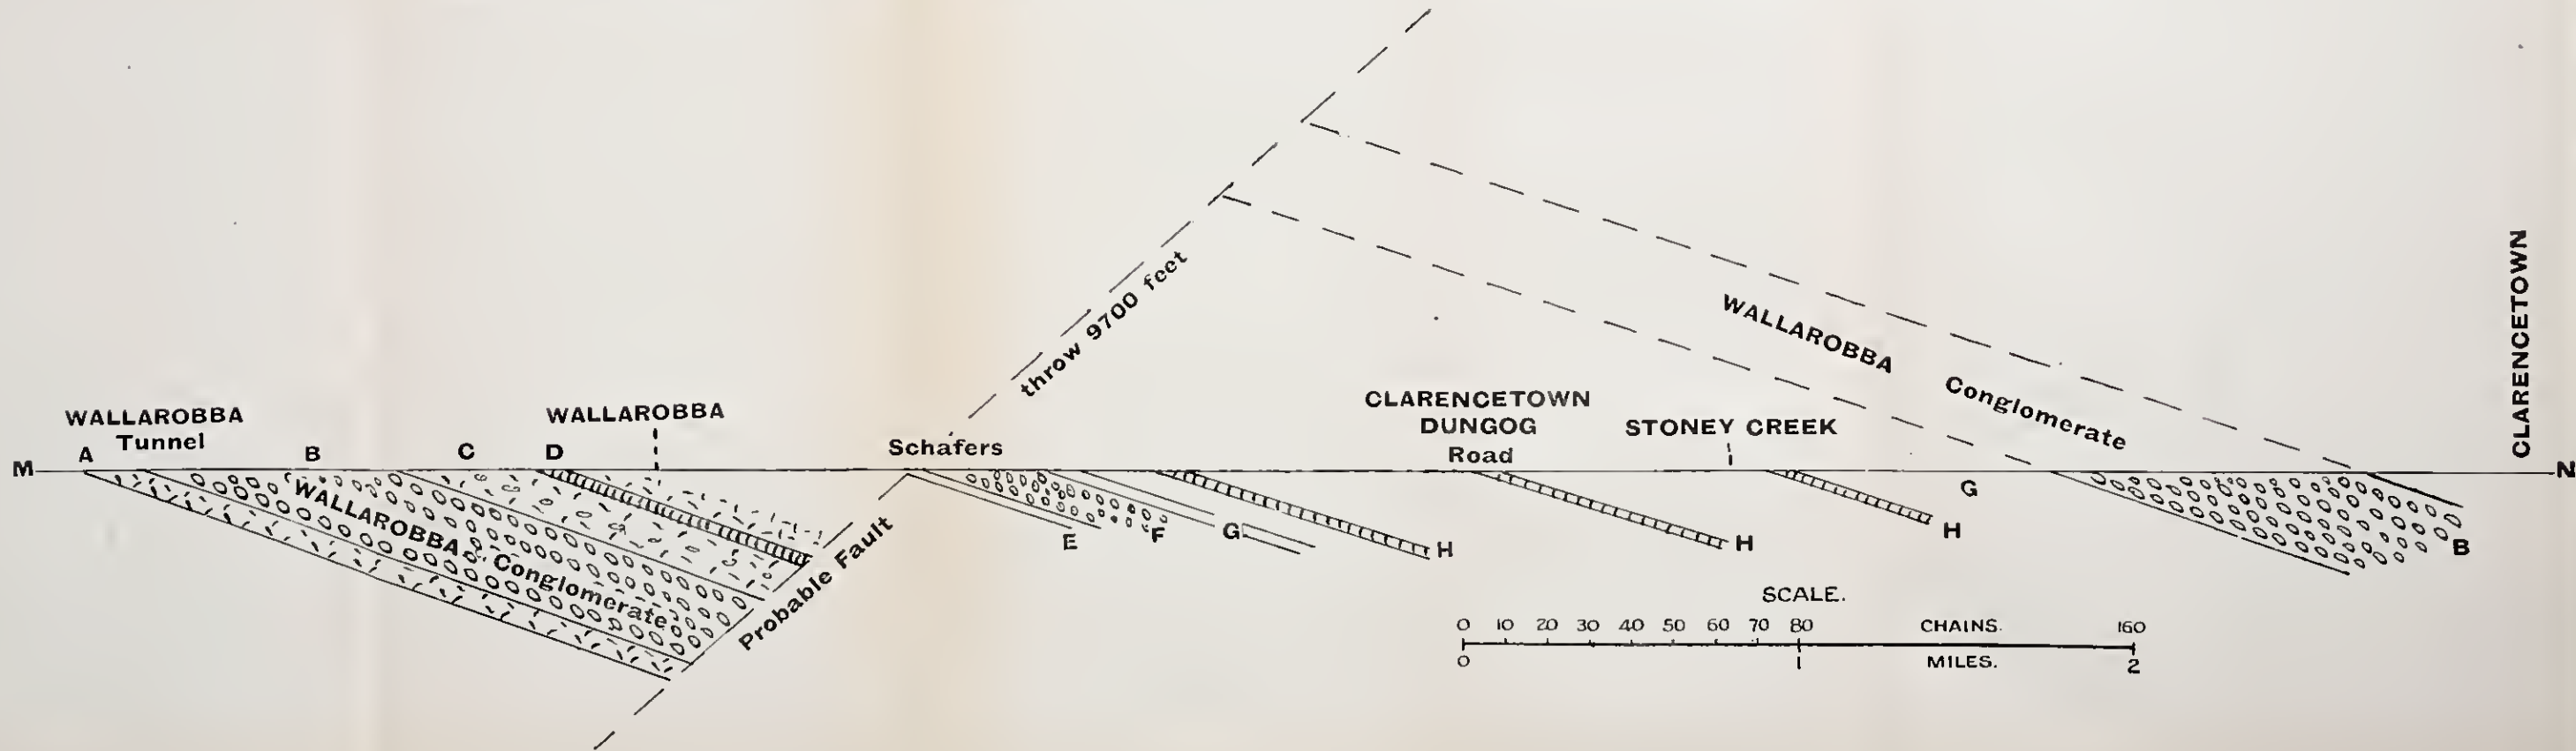 throw 9700 feet
WALLAROBBA Conglomerate
CLARENCETOWN
WALLAROBBA
Tunnel
WALLAROBBA
Schafers
CLARENCETOWN
DUNGOG
Road
STONEY CREEK
M
A
B
C
D
N
WALLAROBBA Conglomerate
Probable Fault
E
F
G
H
H
H
G
B
SCALE.
0 10 20 30 40 50 60 70 80 CHAINS. 160
0 1 MILES. 2